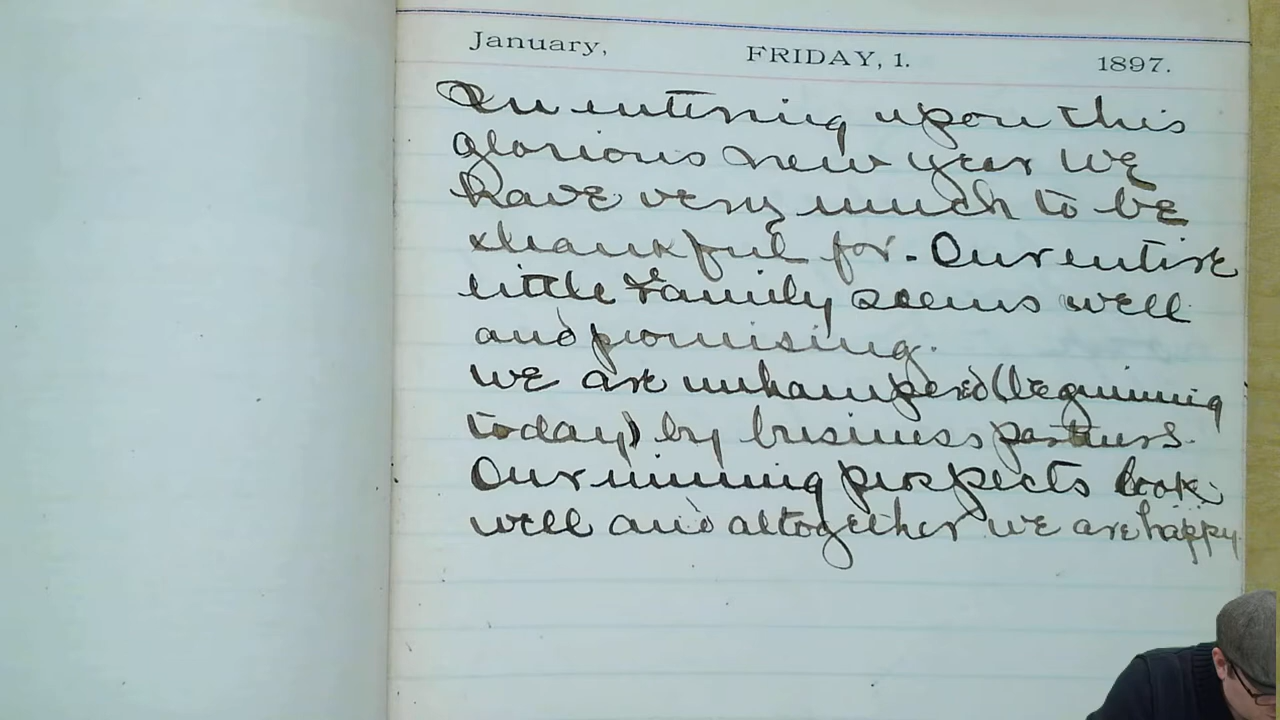 January, FRIDAY, 1. 1897.
On entering upon this
glorious new year we
have very much to be
thankful for. Our entire
little Family seems well
and promising.
We are unhampered (beginning
today) by business partners.
Our mining prospects look
well and altogether we are happy